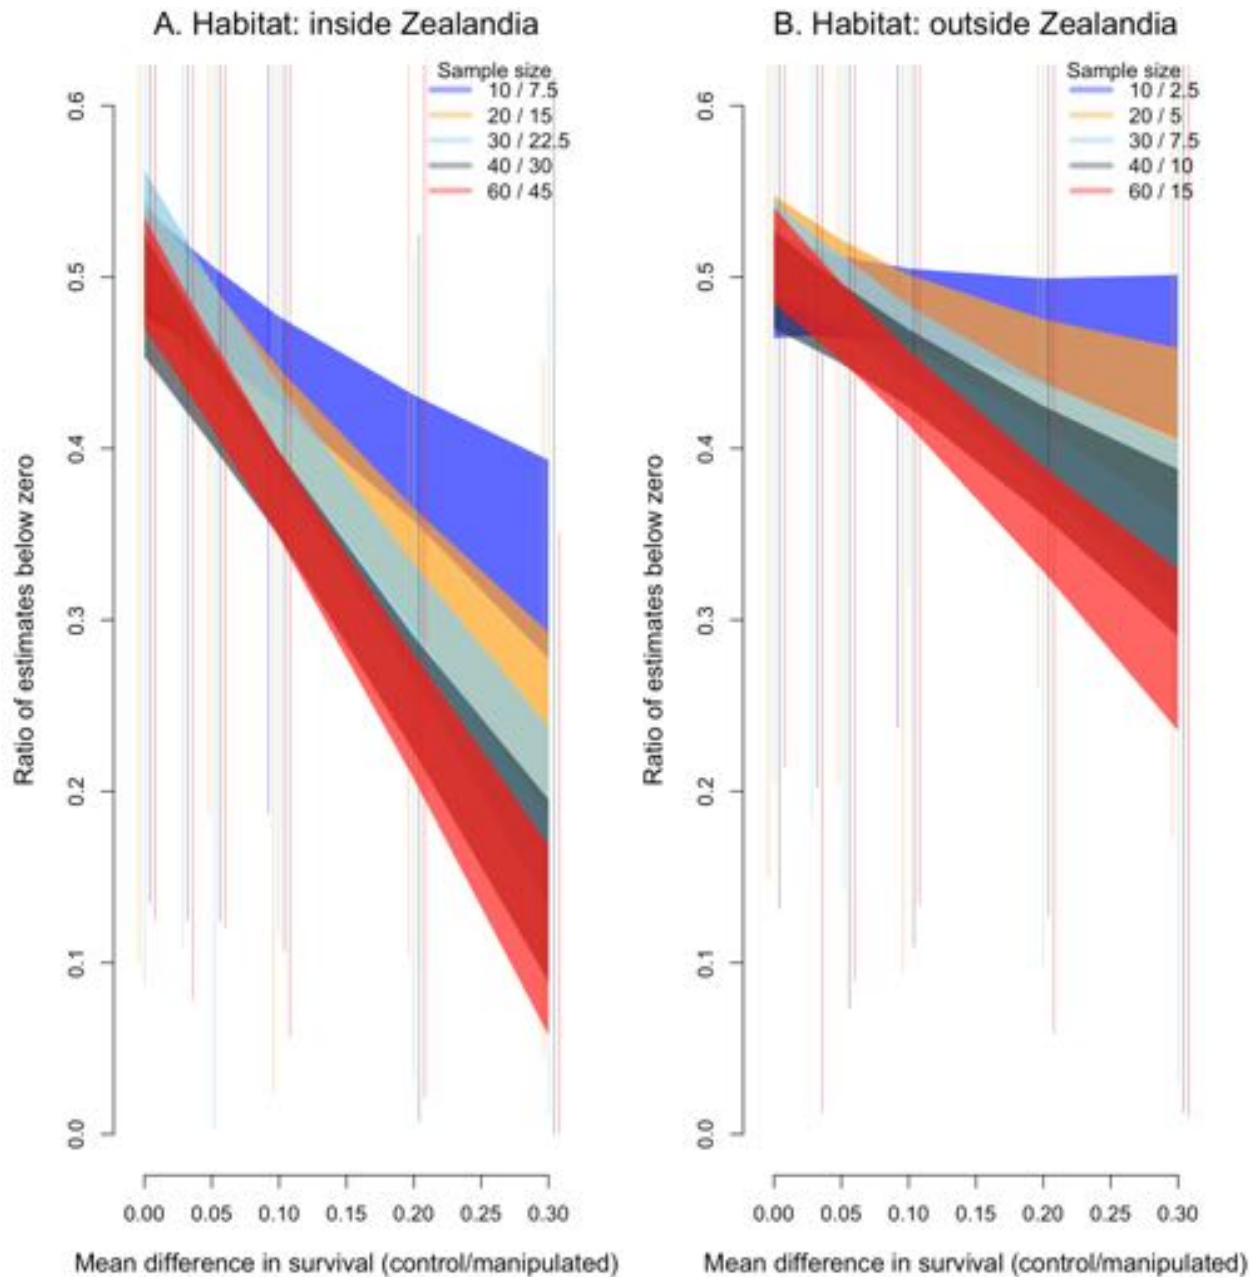 A. Habitat: inside Zealandia
Sample size
10 / 7.5
20 / 15
30 / 22.5
40 / 30
60 / 45
Ratio of estimates below zero
0.6
0.5
0.4
0.3
0.2
0.1
0.0
0.00 0.05 0.10 0.15 0.20 0.25 0.30
Mean difference in survival (control/manipulated)
B. Habitat: outside Zealandia
Sample size
10 / 2.5
20 / 5
30 / 7.5
40 / 10
60 / 15
Ratio of estimates below zero
0.6
0.5
0.4
0.3
0.2
0.1
0.0
0.00 0.05 0.10 0.15 0.20 0.25 0.30
Mean difference in survival (control/manipulated)